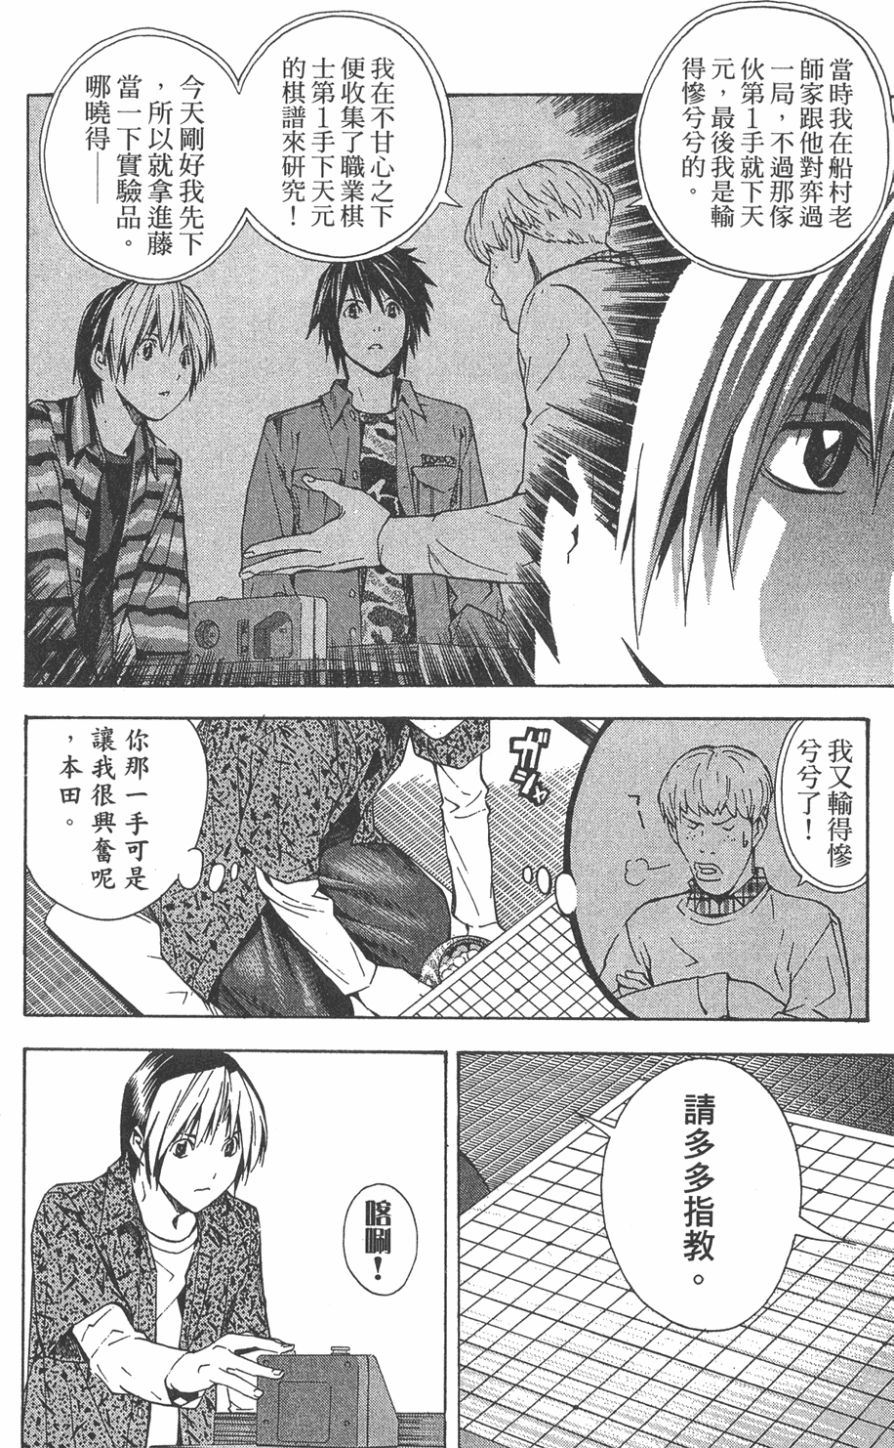 當時我在船村老
師家跟他對弈過
一局，不過那傢
伙第1手就下天
元，最後我是輸
得慘兮兮的。
我在不甘心之下
便收集了職業棋
士第1手下天元
的棋譜來研究！
今天剛好我先下
，所以就拿進藤
當一下實驗品。
哪曉得——
我又輸得慘
兮兮了！
ガシャ
你那一手可是
讓我很興奮呢
，本田。
請多多指教。
喀唰！